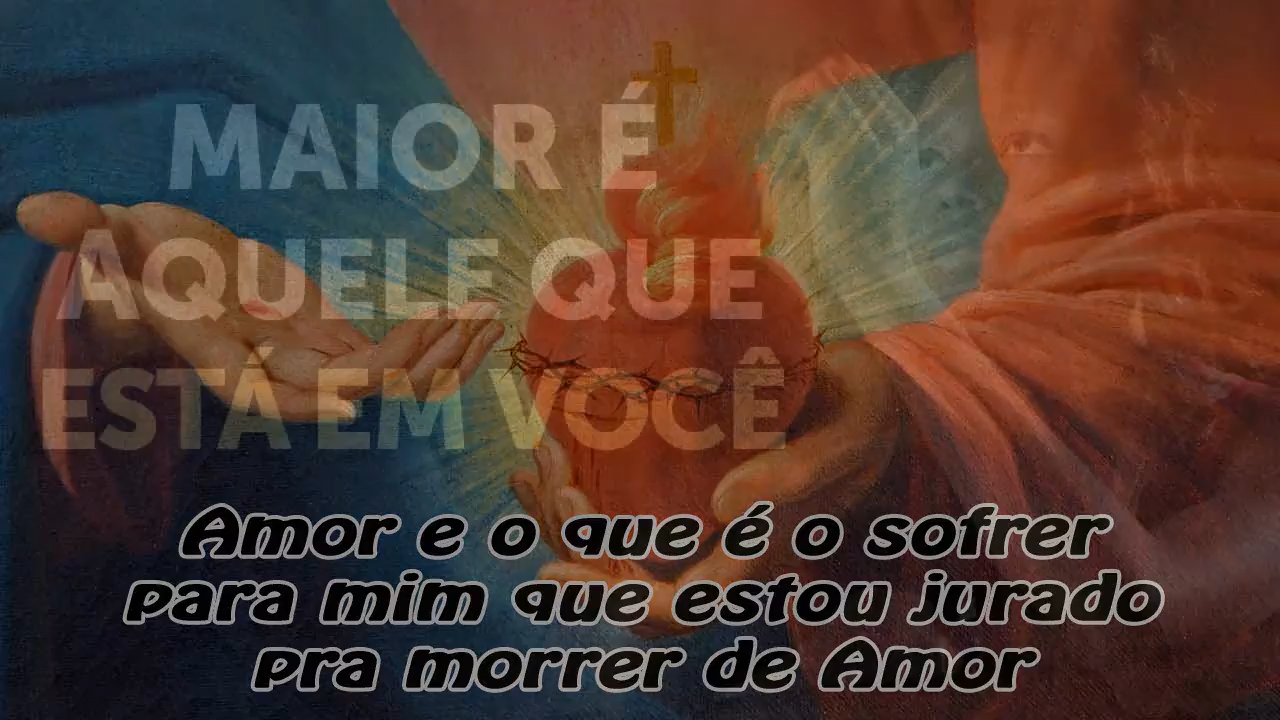 MAIOR É
AQUELE QUE
ESTÁ EM VOCÊ
Amor e o que é o sofrer
para mim que estou jurado
pra morrer de Amor